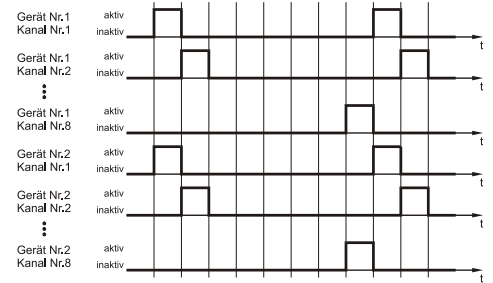 Gerät Nr.1 aktiv
Kanal Nr.1 inaktiv
t
Gerät Nr.1 aktiv
Kanal Nr.2 inaktiv
t
Gerät Nr.1 aktiv
Kanal Nr.8 inaktiv
t
Gerät Nr.2 aktiv
Kanal Nr.1 inaktiv
t
Gerät Nr.2 aktiv
Kanal Nr.2 inaktiv
t
Gerät Nr.2 aktiv
Kanal Nr.8 inaktiv
t